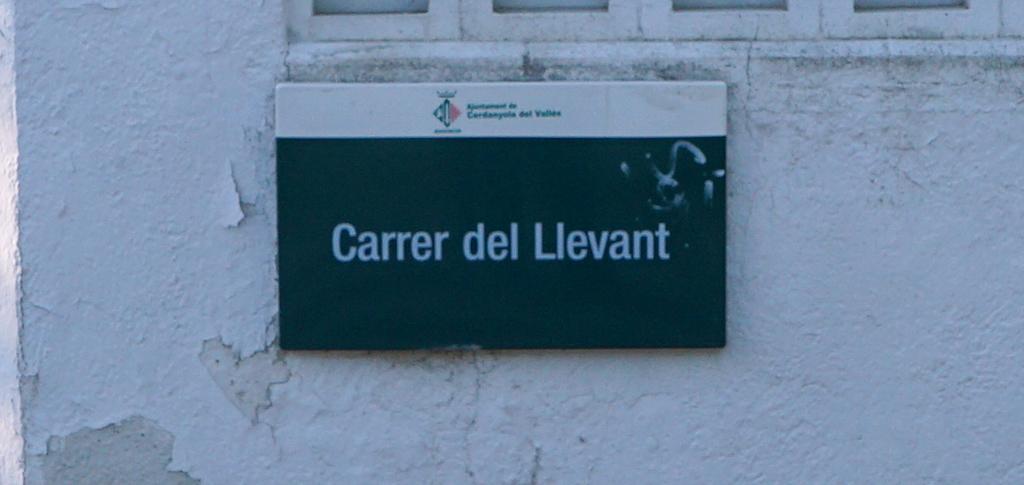 Ajuntament de
Cerdanyola del Vallès
Carrer del Llevant